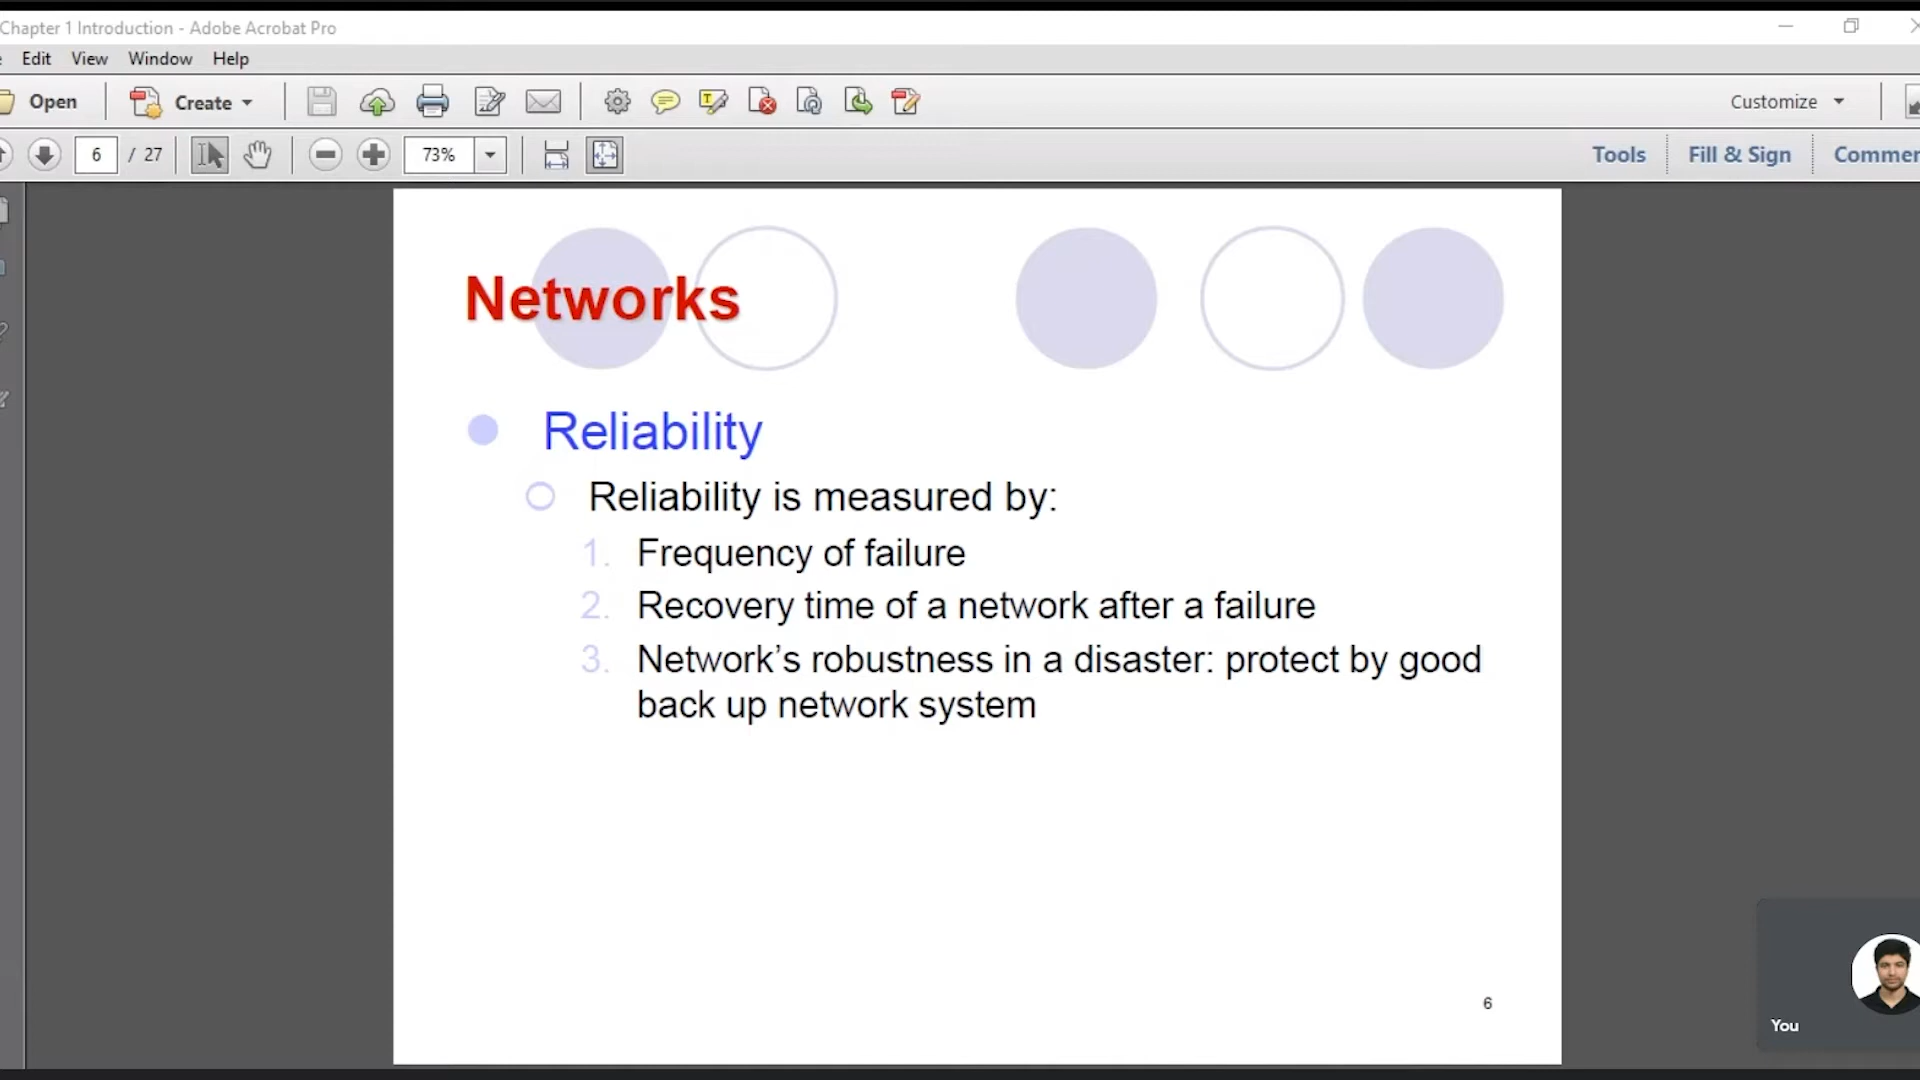 Chapter 1 Introduction - Adobe Acrobat Pro
Edit View Window Help
Open Create Customize
6 / 27 73% Tools Fill & Sign
Networks
Reliability
Reliability is measured by:
1. Frequency of failure
2. Recovery time of a network after a failure
3. Network’s robustness in a disaster: protect by good
back up network system
6
You